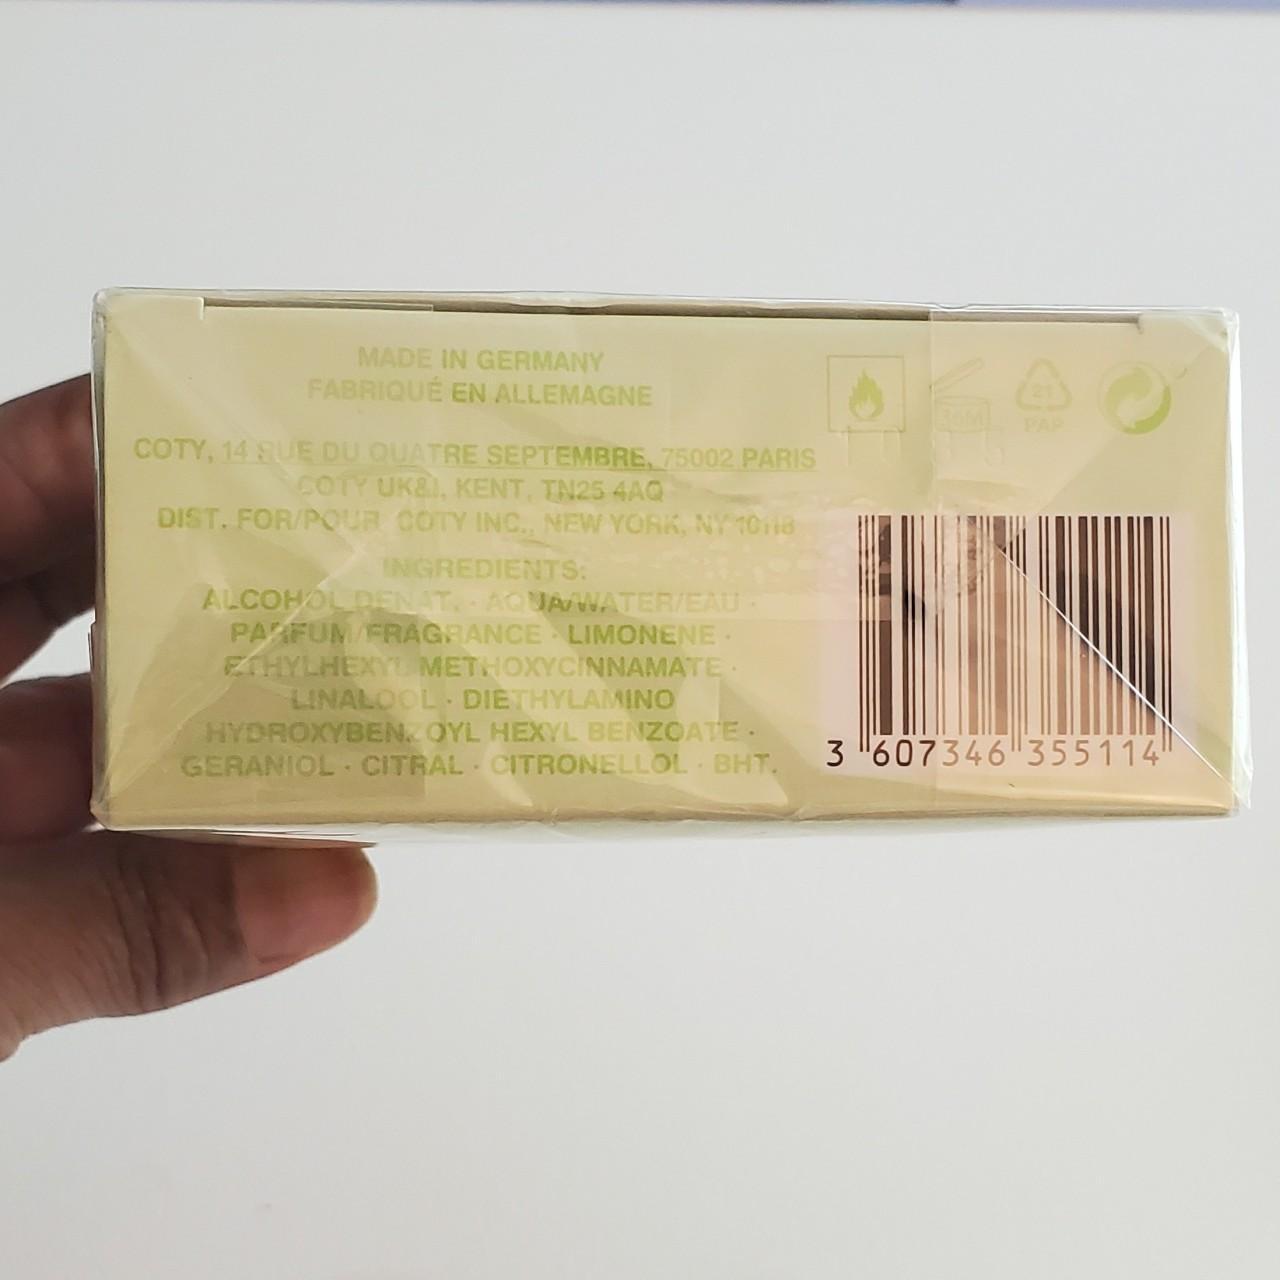 MADE IN GERMANY
FABRIQUÉ EN ALLEMAGNE
COTY, 14 RUE DU QUATRE SEPTEMBRE, 75002 PARIS
COTY UK&I, KENT, TN25 4AQ
DIST. FOR/POUR COTY INC., NEW YORK, NY 10118
INGREDIENTS:
ALCOHOL DENAT. · AQUA/WATER/EAU ·
PARFUM/FRAGRANCE · LIMONENE ·
ETHYLHEXYL METHOXYCINNAMATE ·
LINALOOL · DIETHYLAMINO
HYDROXYBENZOYL HEXYL BENZOATE ·
GERANIOL · CITRAL · CITRONELLOL · BHT.
36M
21
PAP
3 607346 355114